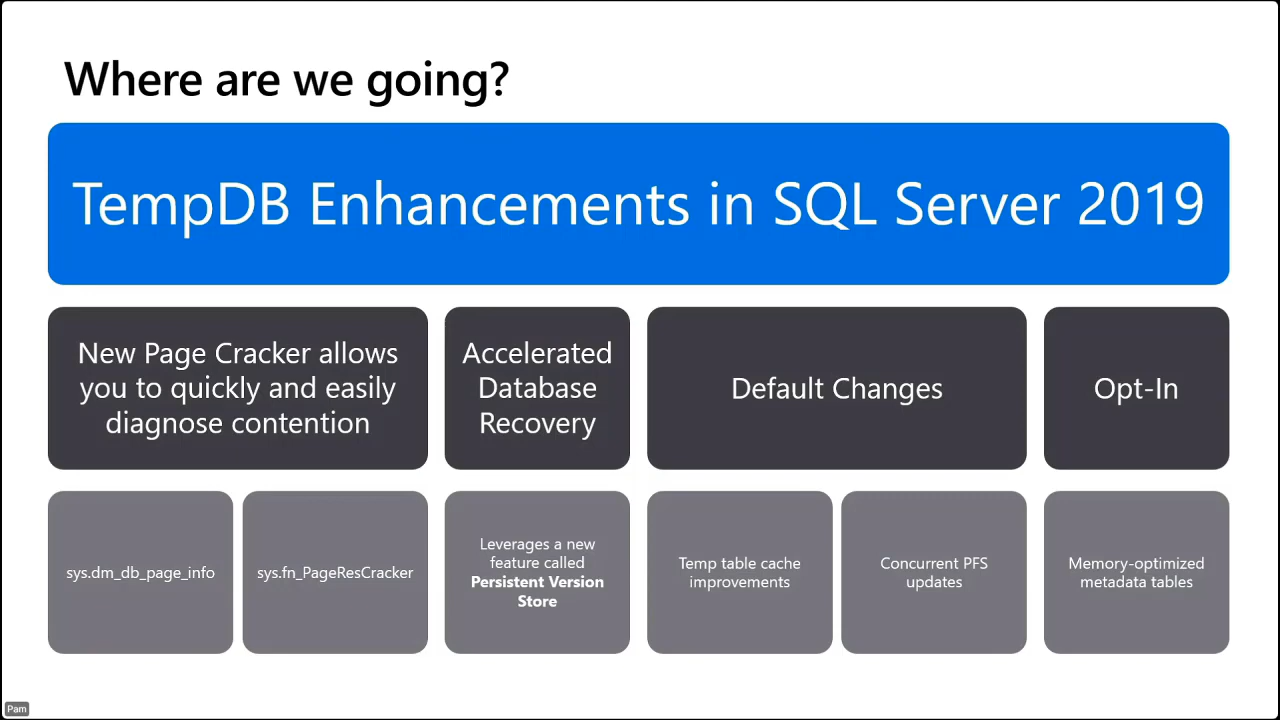 Where are we going?
TempDB Enhancements in SQL Server 2019
New Page Cracker allows
you to quickly and easily
diagnose contention
Accelerated
Database
Recovery
Default Changes
Opt-In
sys.dm_db_page_info
sys.fn_PageResCracker
Leverages a new
feature called
Persistent Version
Store
Temp table cache
improvements
Concurrent PFS
updates
Memory-optimized
metadata tables
Pam